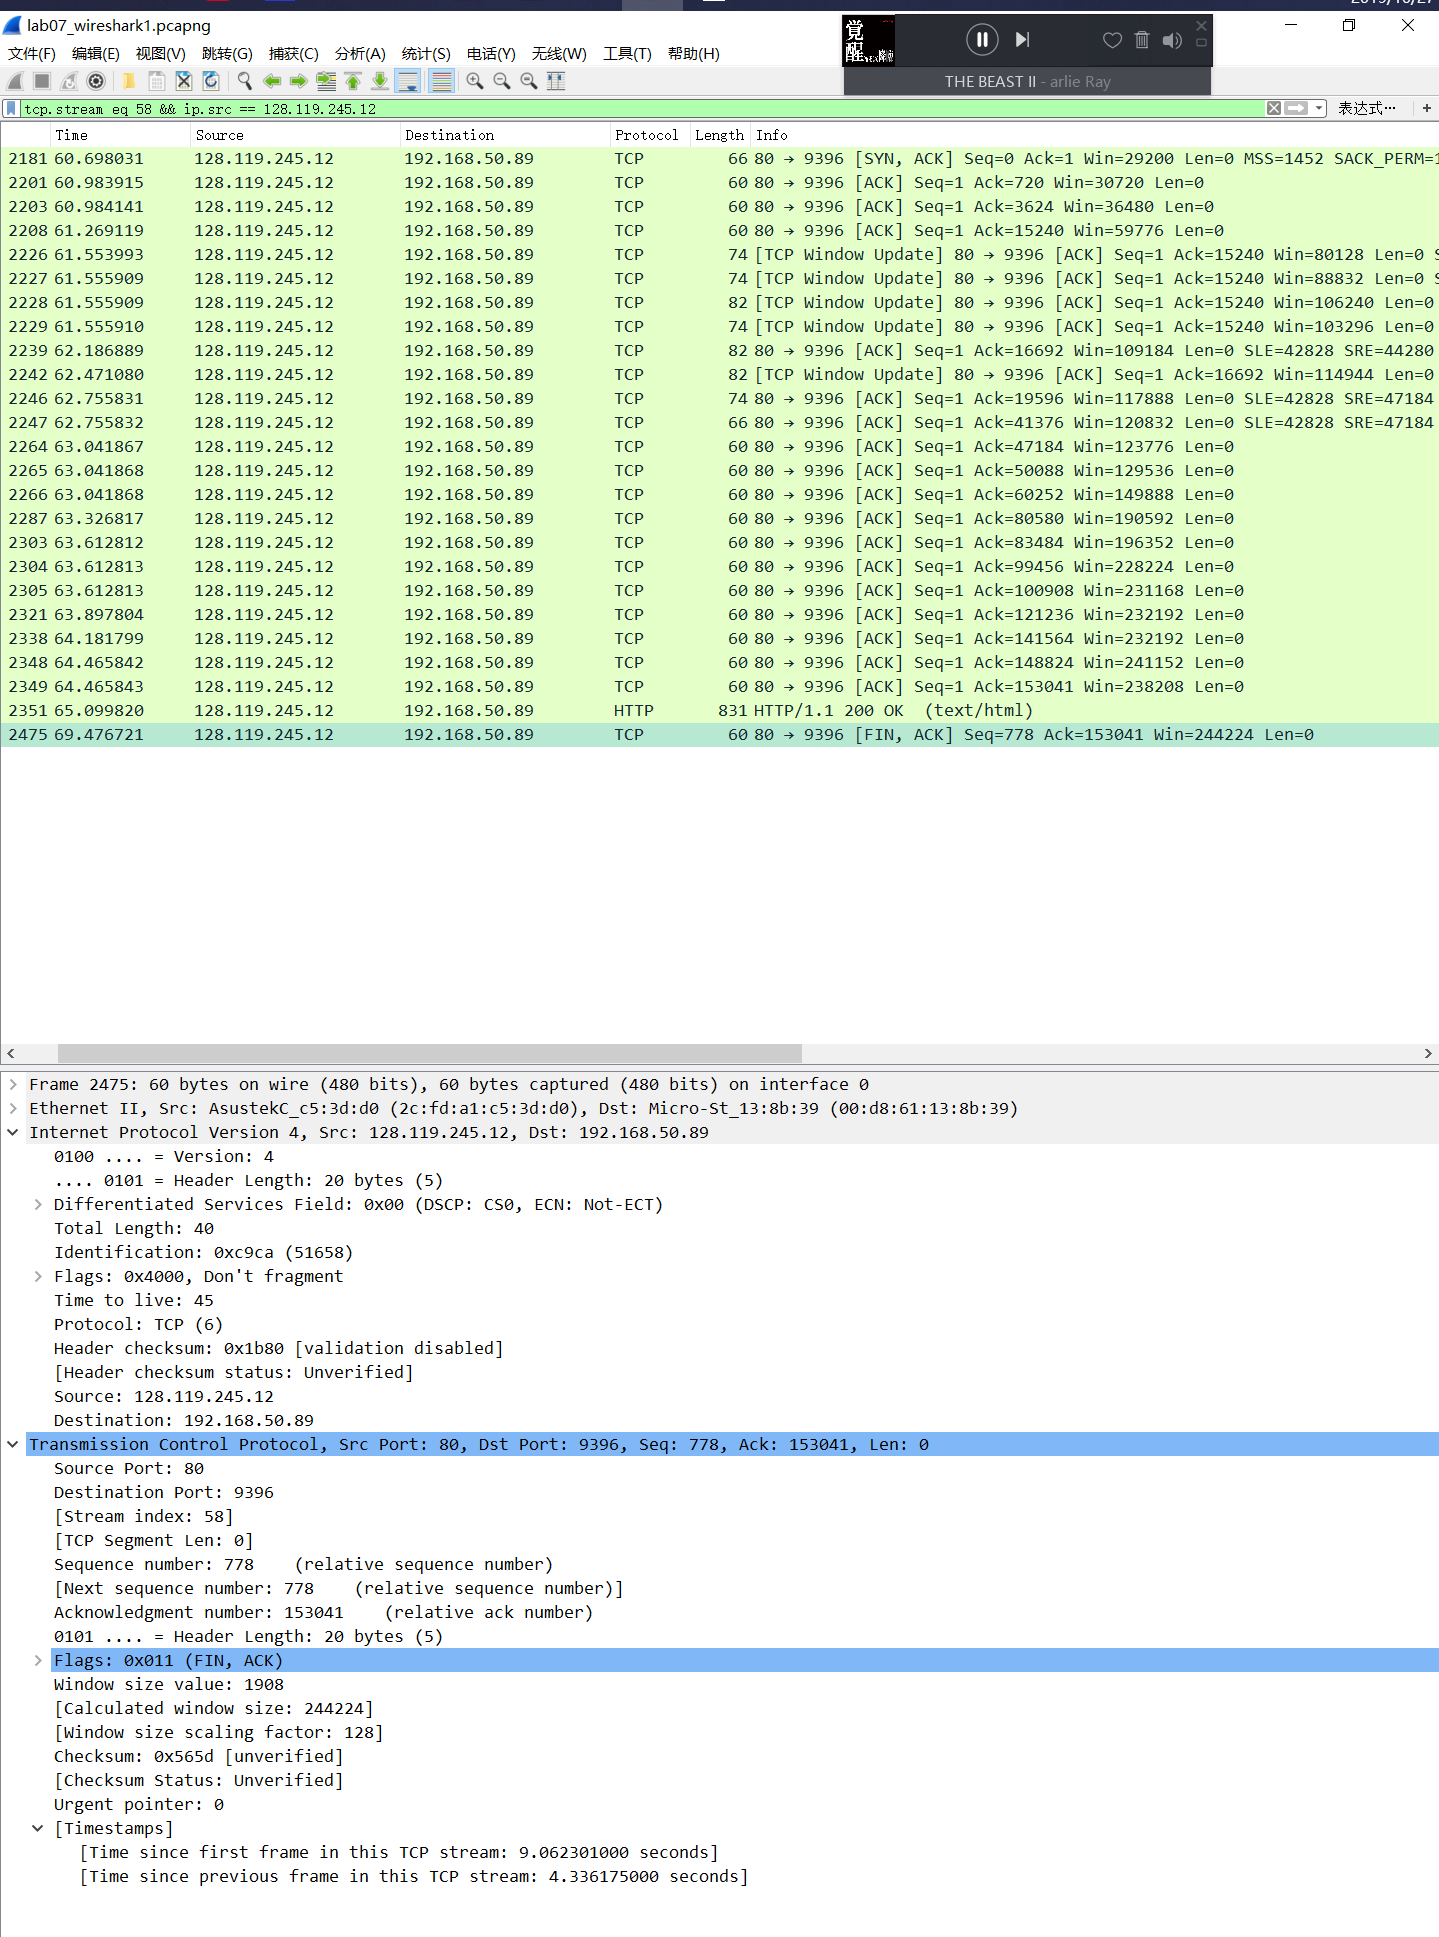 lab07_wireshark1.pcapng
文件(F) 编辑(E) 视图(V) 跳转(G) 捕获(C) 分析(A) 统计(S) 电话(Y) 无线(W) 工具(T) 帮助(H)
覚
醒
THE BEAST II - arlie Ray
tcp.stream eq 58 && ip.src == 128.119.245.12 表达式… +
Time Source Destination Protocol Length Info
2181 60.698031 128.119.245.12 192.168.50.89 TCP 66 80 → 9396 [SYN, ACK] Seq=0 Ack=1 Win=29200 Len=0 MSS=1452 SACK_PERM=1
2201 60.983915 128.119.245.12 192.168.50.89 TCP 60 80 → 9396 [ACK] Seq=1 Ack=720 Win=30720 Len=0
2203 60.984141 128.119.245.12 192.168.50.89 TCP 60 80 → 9396 [ACK] Seq=1 Ack=3624 Win=36480 Len=0
2208 61.269119 128.119.245.12 192.168.50.89 TCP 60 80 → 9396 [ACK] Seq=1 Ack=15240 Win=59776 Len=0
2226 61.553993 128.119.245.12 192.168.50.89 TCP 74 [TCP Window Update] 80 → 9396 [ACK] Seq=1 Ack=15240 Win=80128 Len=0 S
2227 61.555909 128.119.245.12 192.168.50.89 TCP 74 [TCP Window Update] 80 → 9396 [ACK] Seq=1 Ack=15240 Win=88832 Len=0 S
2228 61.555909 128.119.245.12 192.168.50.89 TCP 82 [TCP Window Update] 80 → 9396 [ACK] Seq=1 Ack=15240 Win=106240 Len=0
2229 61.555910 128.119.245.12 192.168.50.89 TCP 74 [TCP Window Update] 80 → 9396 [ACK] Seq=1 Ack=15240 Win=103296 Len=0
2239 62.186889 128.119.245.12 192.168.50.89 TCP 82 80 → 9396 [ACK] Seq=1 Ack=16692 Win=109184 Len=0 SLE=42828 SRE=44280
2242 62.471080 128.119.245.12 192.168.50.89 TCP 82 [TCP Window Update] 80 → 9396 [ACK] Seq=1 Ack=16692 Win=114944 Len=0
2246 62.755831 128.119.245.12 192.168.50.89 TCP 74 80 → 9396 [ACK] Seq=1 Ack=19596 Win=117888 Len=0 SLE=42828 SRE=47184
2247 62.755832 128.119.245.12 192.168.50.89 TCP 66 80 → 9396 [ACK] Seq=1 Ack=41376 Win=120832 Len=0 SLE=42828 SRE=47184
2264 63.041867 128.119.245.12 192.168.50.89 TCP 60 80 → 9396 [ACK] Seq=1 Ack=47184 Win=123776 Len=0
2265 63.041868 128.119.245.12 192.168.50.89 TCP 60 80 → 9396 [ACK] Seq=1 Ack=50088 Win=129536 Len=0
2266 63.041868 128.119.245.12 192.168.50.89 TCP 60 80 → 9396 [ACK] Seq=1 Ack=60252 Win=149888 Len=0
2287 63.326817 128.119.245.12 192.168.50.89 TCP 60 80 → 9396 [ACK] Seq=1 Ack=80580 Win=190592 Len=0
2303 63.612812 128.119.245.12 192.168.50.89 TCP 60 80 → 9396 [ACK] Seq=1 Ack=83484 Win=196352 Len=0
2304 63.612813 128.119.245.12 192.168.50.89 TCP 60 80 → 9396 [ACK] Seq=1 Ack=99456 Win=228224 Len=0
2305 63.612813 128.119.245.12 192.168.50.89 TCP 60 80 → 9396 [ACK] Seq=1 Ack=100908 Win=231168 Len=0
2321 63.897804 128.119.245.12 192.168.50.89 TCP 60 80 → 9396 [ACK] Seq=1 Ack=121236 Win=232192 Len=0
2338 64.181799 128.119.245.12 192.168.50.89 TCP 60 80 → 9396 [ACK] Seq=1 Ack=141564 Win=232192 Len=0
2348 64.465842 128.119.245.12 192.168.50.89 TCP 60 80 → 9396 [ACK] Seq=1 Ack=148824 Win=241152 Len=0
2349 64.465843 128.119.245.12 192.168.50.89 TCP 60 80 → 9396 [ACK] Seq=1 Ack=153041 Win=238208 Len=0
2351 65.099820 128.119.245.12 192.168.50.89 HTTP 831 HTTP/1.1 200 OK (text/html)
2475 69.476721 128.119.245.12 192.168.50.89 TCP 60 80 → 9396 [FIN, ACK] Seq=778 Ack=153041 Win=244224 Len=0
Frame 2475: 60 bytes on wire (480 bits), 60 bytes captured (480 bits) on interface 0
Ethernet II, Src: AsustekC_c5:3d:d0 (2c:fd:a1:c5:3d:d0), Dst: Micro-St_13:8b:39 (00:d8:61:13:8b:39)
Internet Protocol Version 4, Src: 128.119.245.12, Dst: 192.168.50.89
0100 .... = Version: 4
.... 0101 = Header Length: 20 bytes (5)
Differentiated Services Field: 0x00 (DSCP: CS0, ECN: Not-ECT)
Total Length: 40
Identification: 0xc9ca (51658)
Flags: 0x4000, Don't fragment
Time to live: 45
Protocol: TCP (6)
Header checksum: 0x1b80 [validation disabled]
[Header checksum status: Unverified]
Source: 128.119.245.12
Destination: 192.168.50.89
Transmission Control Protocol, Src Port: 80, Dst Port: 9396, Seq: 778, Ack: 153041, Len: 0
Source Port: 80
Destination Port: 9396
[Stream index: 58]
[TCP Segment Len: 0]
Sequence number: 778 (relative sequence number)
[Next sequence number: 778 (relative sequence number)]
Acknowledgment number: 153041 (relative ack number)
0101 .... = Header Length: 20 bytes (5)
Flags: 0x011 (FIN, ACK)
Window size value: 1908
[Calculated window size: 244224]
[Window size scaling factor: 128]
Checksum: 0x565d [unverified]
[Checksum Status: Unverified]
Urgent pointer: 0
[Timestamps]
[Time since first frame in this TCP stream: 9.062301000 seconds]
[Time since previous frame in this TCP stream: 4.336175000 seconds]